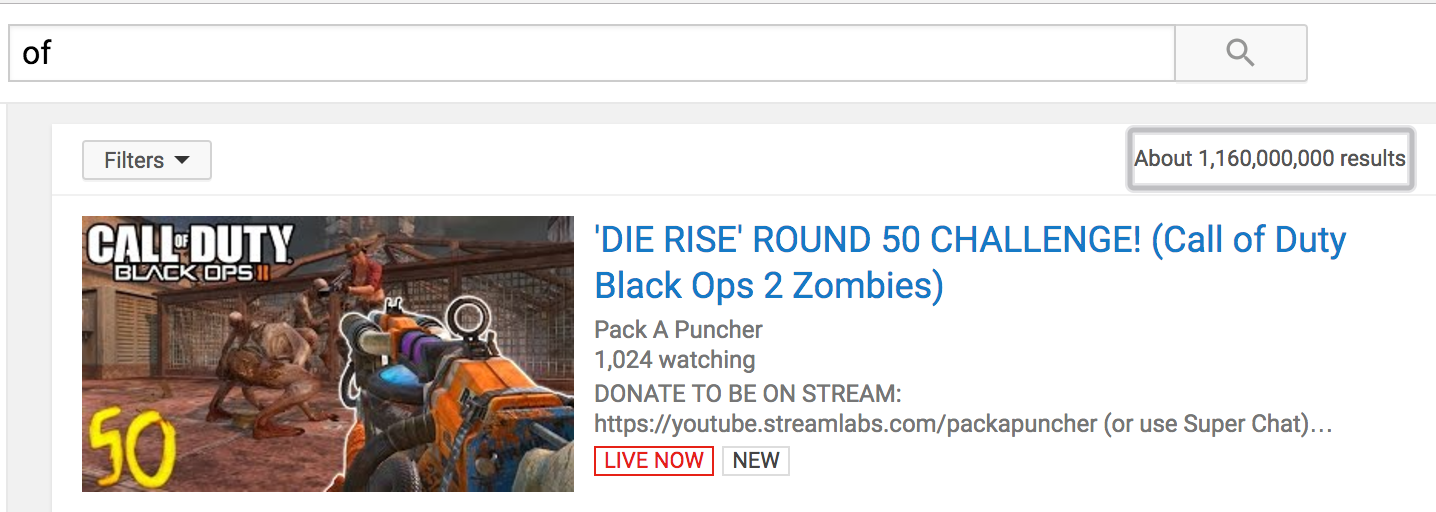 of
Filters
About 1,160,000,000 results
CALL OF DUTY
BLACK OPS II
50
'DIE RISE' ROUND 50 CHALLENGE! (Call of Duty
Black Ops 2 Zombies)
Pack A Puncher
1,024 watching
DONATE TO BE ON STREAM:
https://youtube.streamlabs.com/packapuncher (or use Super Chat)...
LIVE NOW NEW